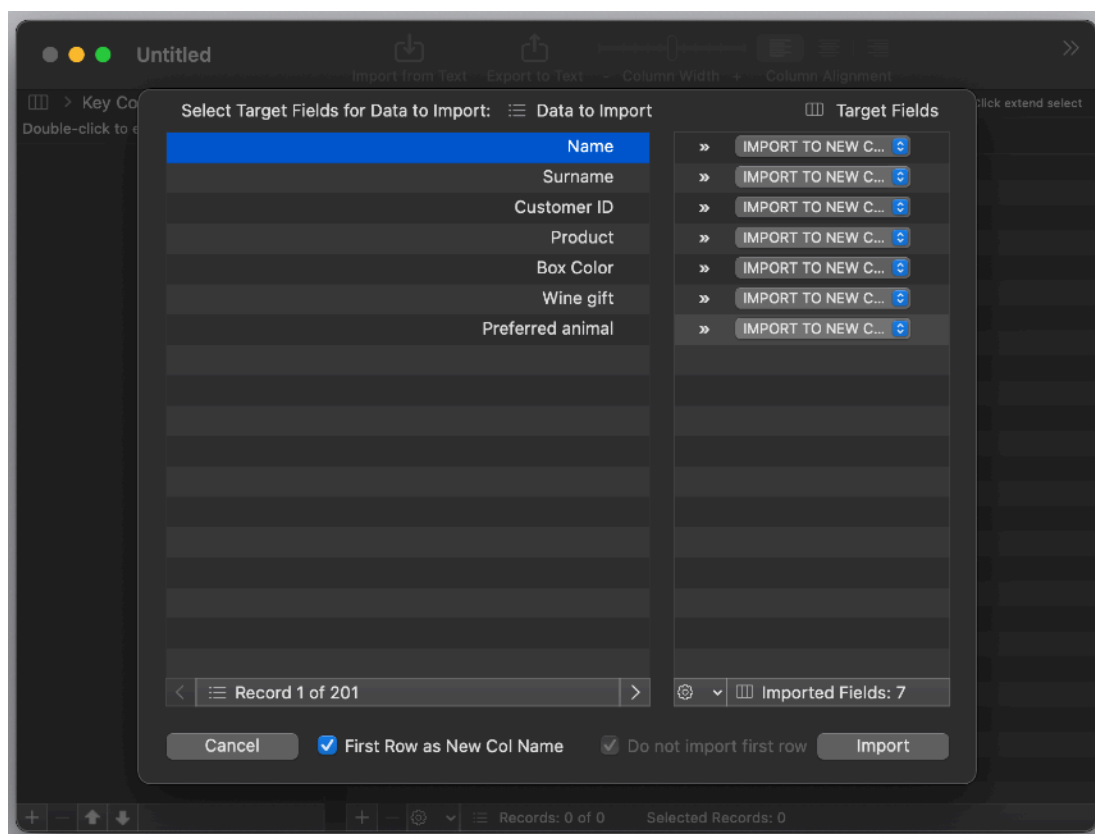 Untitled
Import from Text Export to Text - Column Width + Column Alignment
Key Co
Click extend select
Double-click to e
Select Target Fields for Data to Import: Data to Import Target Fields
Name » IMPORT TO NEW C...
Surname » IMPORT TO NEW C...
Customer ID » IMPORT TO NEW C...
Product » IMPORT TO NEW C...
Box Color » IMPORT TO NEW C...
Wine gift » IMPORT TO NEW C...
Preferred animal » IMPORT TO NEW C...
Record 1 of 201 Imported Fields: 7
Cancel First Row as New Col Name Do not import first row Import
Records: 0 of 0 Selected Records: 0